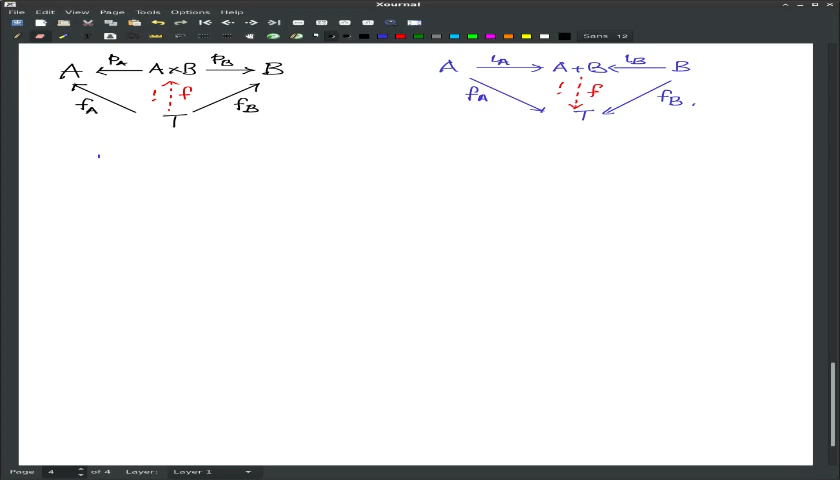 Xournal
File Edit View Page Tools Options Help
Sans 12
A p_A A × B p_B B
f_A ! f f_B
T
A ι_A A + B ι_B B
f_A ! f f_B .
T
Page 4 of 4 Layer: Layer 1